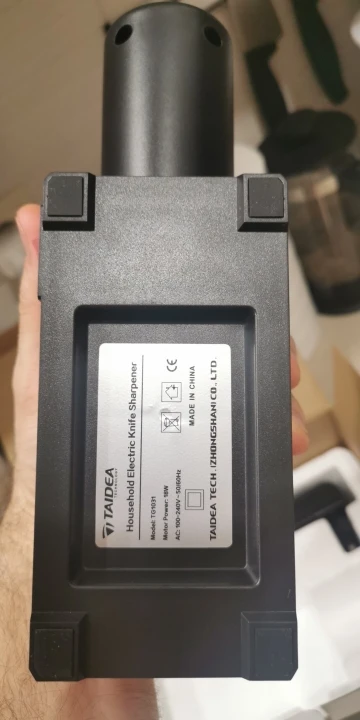 TAIDEA
TECHNOLOGY
Household Electric Knife Sharpener
Model: TG1031
Motor Power: 18W
AC: 100-240V~50/60Hz
CE
MADE IN CHINA
TAIDEA TECH (ZHONGSHAN) CO., LTD.